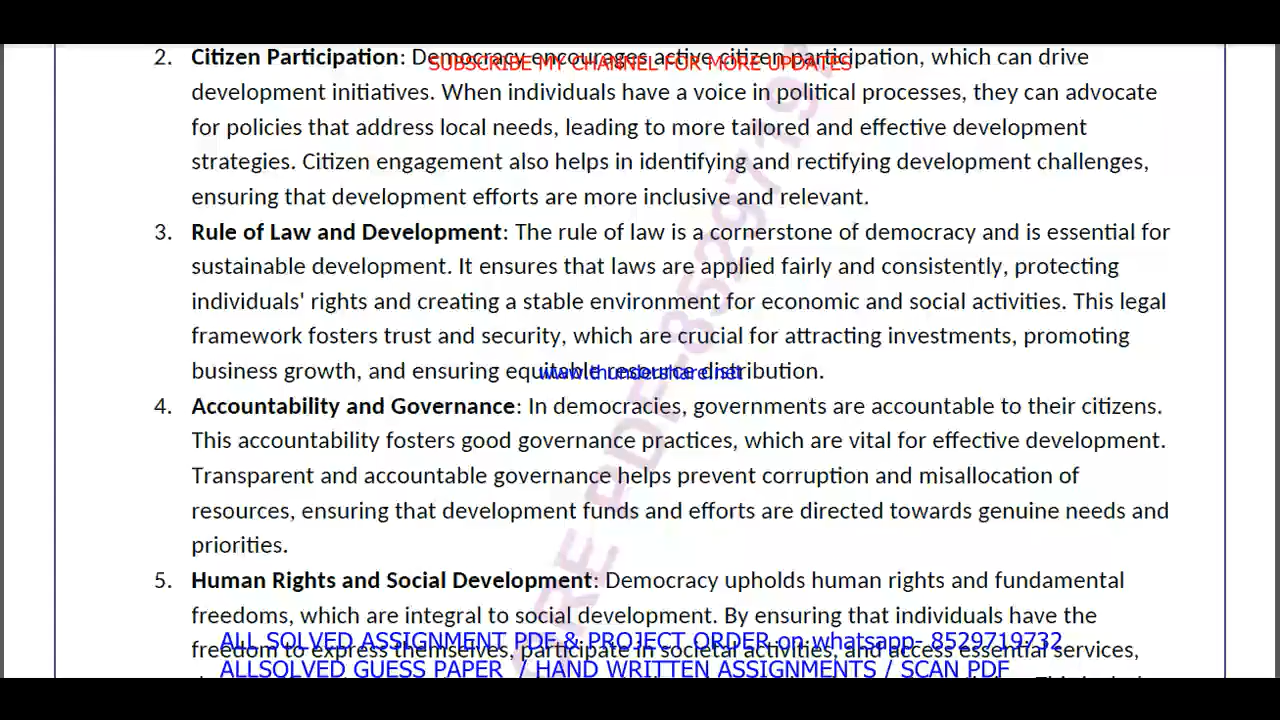 2. Citizen Participation: Democracy encourages active citizen participation, which can drive
SUBSCRIBE MY CHANNEL FOR MORE UPDATES
development initiatives. When individuals have a voice in political processes, they can advocate
for policies that address local needs, leading to more tailored and effective development
strategies. Citizen engagement also helps in identifying and rectifying development challenges,
ensuring that development efforts are more inclusive and relevant.
3. Rule of Law and Development: The rule of law is a cornerstone of democracy and is essential for
sustainable development. It ensures that laws are applied fairly and consistently, protecting
individuals' rights and creating a stable environment for economic and social activities. This legal
framework fosters trust and security, which are crucial for attracting investments, promoting
business growth, and ensuring equitable resource distribution.
www.thundershare.net
4. Accountability and Governance: In democracies, governments are accountable to their citizens.
This accountability fosters good governance practices, which are vital for effective development.
Transparent and accountable governance helps prevent corruption and misallocation of
resources, ensuring that development funds and efforts are directed towards genuine needs and
priorities.
5. Human Rights and Social Development: Democracy upholds human rights and fundamental
freedoms, which are integral to social development. By ensuring that individuals have the
ALL SOLVED ASSIGNMENT PDF & PROJECT ORDER on whatsapp- 8529719732
freedom to express themselves, participate in societal activities, and access essential services,
ALLSOLVED GUESS PAPER / HAND WRITTEN ASSIGNMENTS / SCAN PDF
PDF-852971973